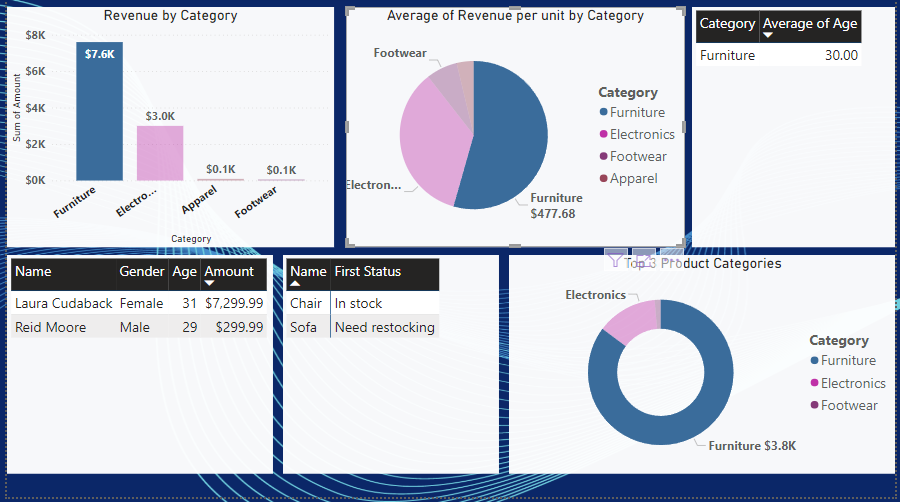 Revenue by Category
$8K
$6K
$4K
$2K
$0K
Sum of Amount
$7.6K
$3.0K
$0.1K
$0.1K
Furniture
Electro...
Apparel
Footwear
Category
Average of Revenue per unit by Category
Footwear
Electron...
Furniture
$477.68
Category
Furniture
Electronics
Footwear
Apparel
Category Average of Age
Furniture 30.00
Name Gender Age Amount
Laura Cudaback Female 31 $7,299.99
Reid Moore Male 29 $299.99
Name First Status
Chair In stock
Sofa Need restocking
Top 3 Product Categories
Electronics
Furniture $3.8K
Category
Furniture
Electronics
Footwear